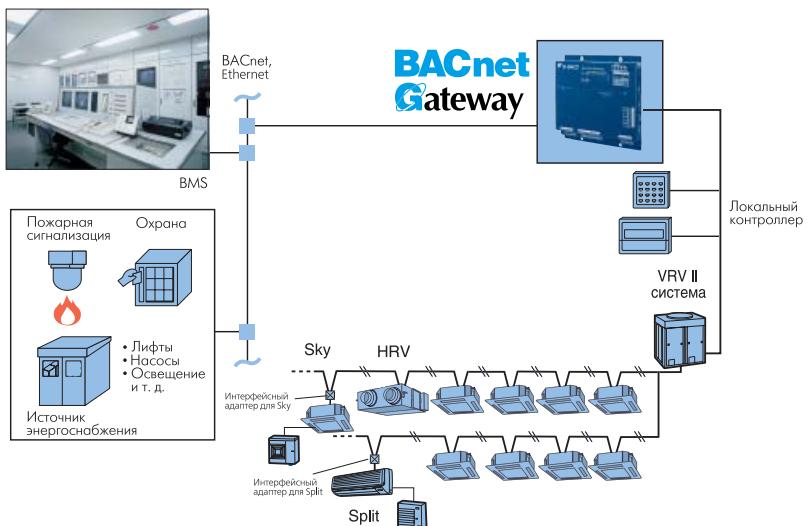 BACnet,
Ethernet
BACnet
Gateway
BMS
Локальный
контроллер
Пожарная
сигнализация
Охрана
VRV II
система
• Лифты
• Насосы
• Освещение
и т. д.
Источник
энергоснабжения
Sky
HRV
Интерфейсный
адаптер для Sky
Интерфейсный
адаптер для Split
Split